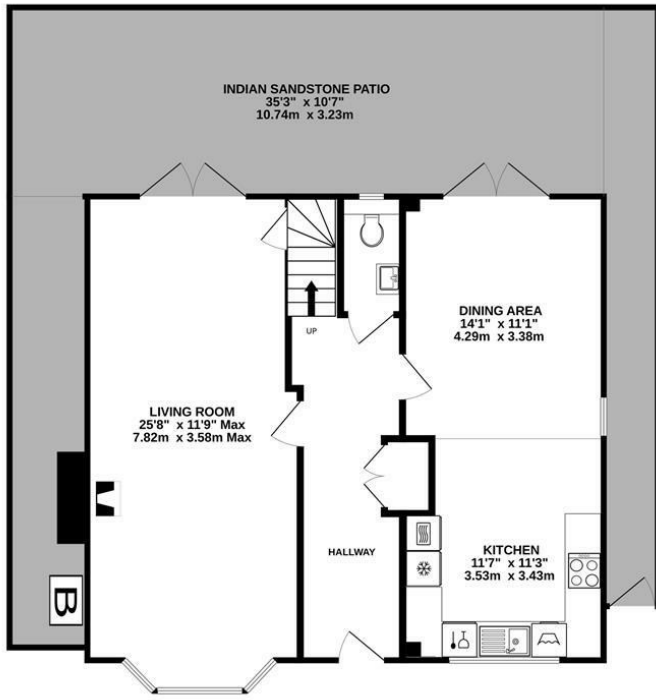 INDIAN SANDSTONE PATIO
35'3" x 10'7"
10.74m x 3.23m
DINING AREA
14'1" x 11'1"
4.29m x 3.38m
UP
LIVING ROOM
25'8" x 11'9" Max
7.82m x 3.58m Max
HALLWAY
KITCHEN
11'7" x 11'3"
3.53m x 3.43m
B